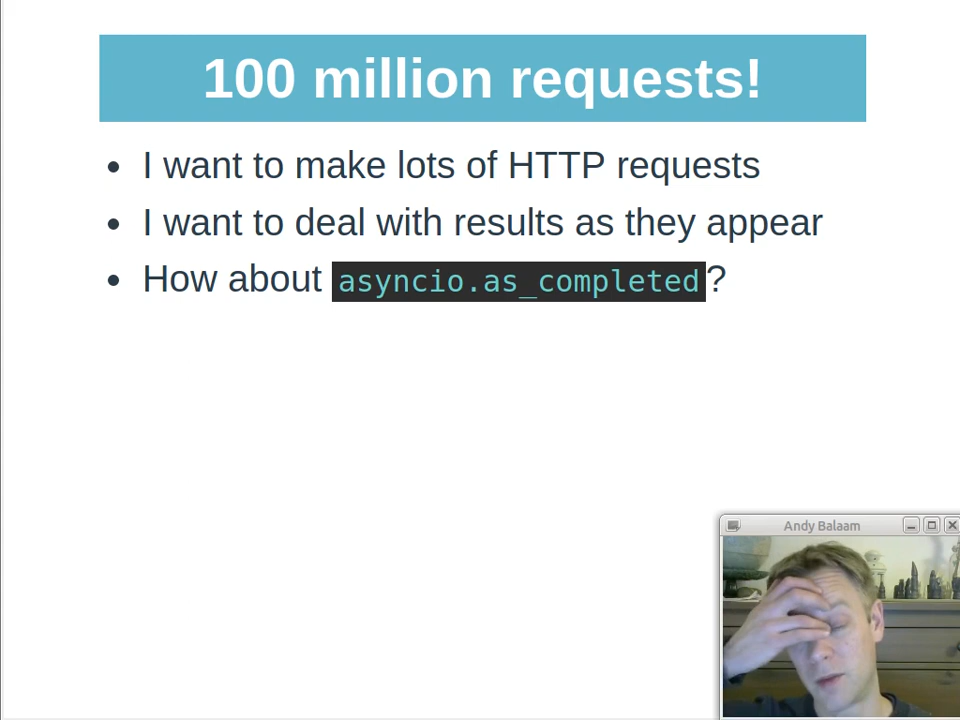 100 million requests!
• I want to make lots of HTTP requests
• I want to deal with results as they appear
• How about asyncio.as_completed?
Andy Balaam